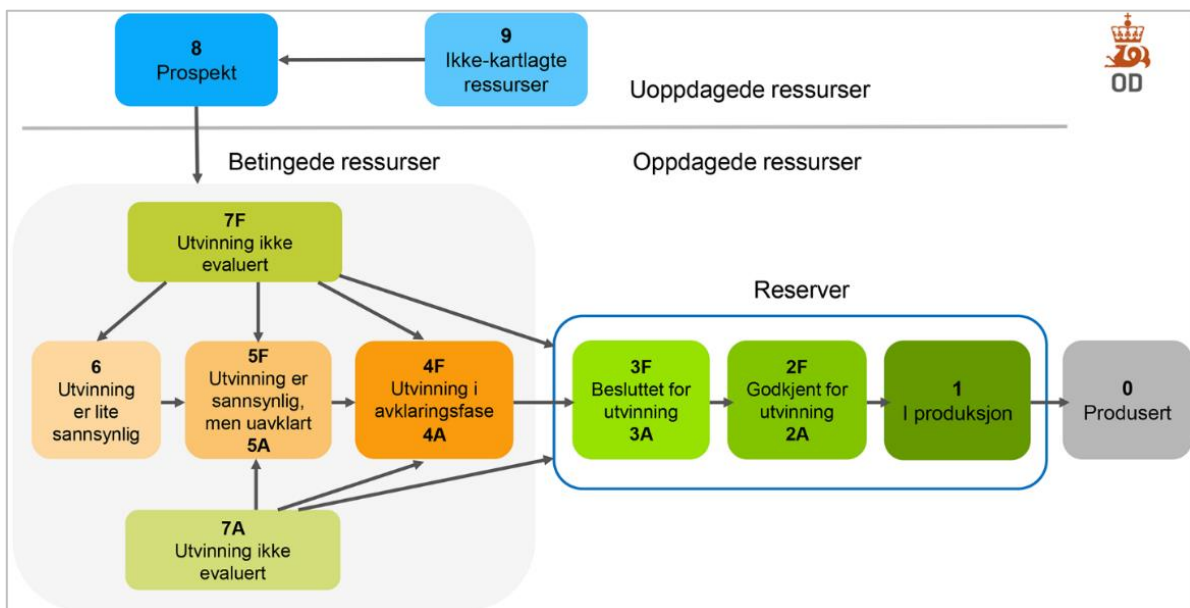 8
Prospekt
9
Ikke-kartlagte
ressurser
OD
Uoppdagede ressurser
Betingede ressurser
Oppdagede ressurser
7F
Utvinning ikke
evaluert
Reserver
6
Utvinning
er lite
sannsynlig
5F
Utvinning er
sannsynlig,
men uavklart
5A
4F
Utvinning i
avklaringsfase
4A
3F
Besluttet for
utvinning
3A
2F
Godkjent for
utvinning
2A
1
I produksjon
0
Produsert
7A
Utvinning ikke
evaluert